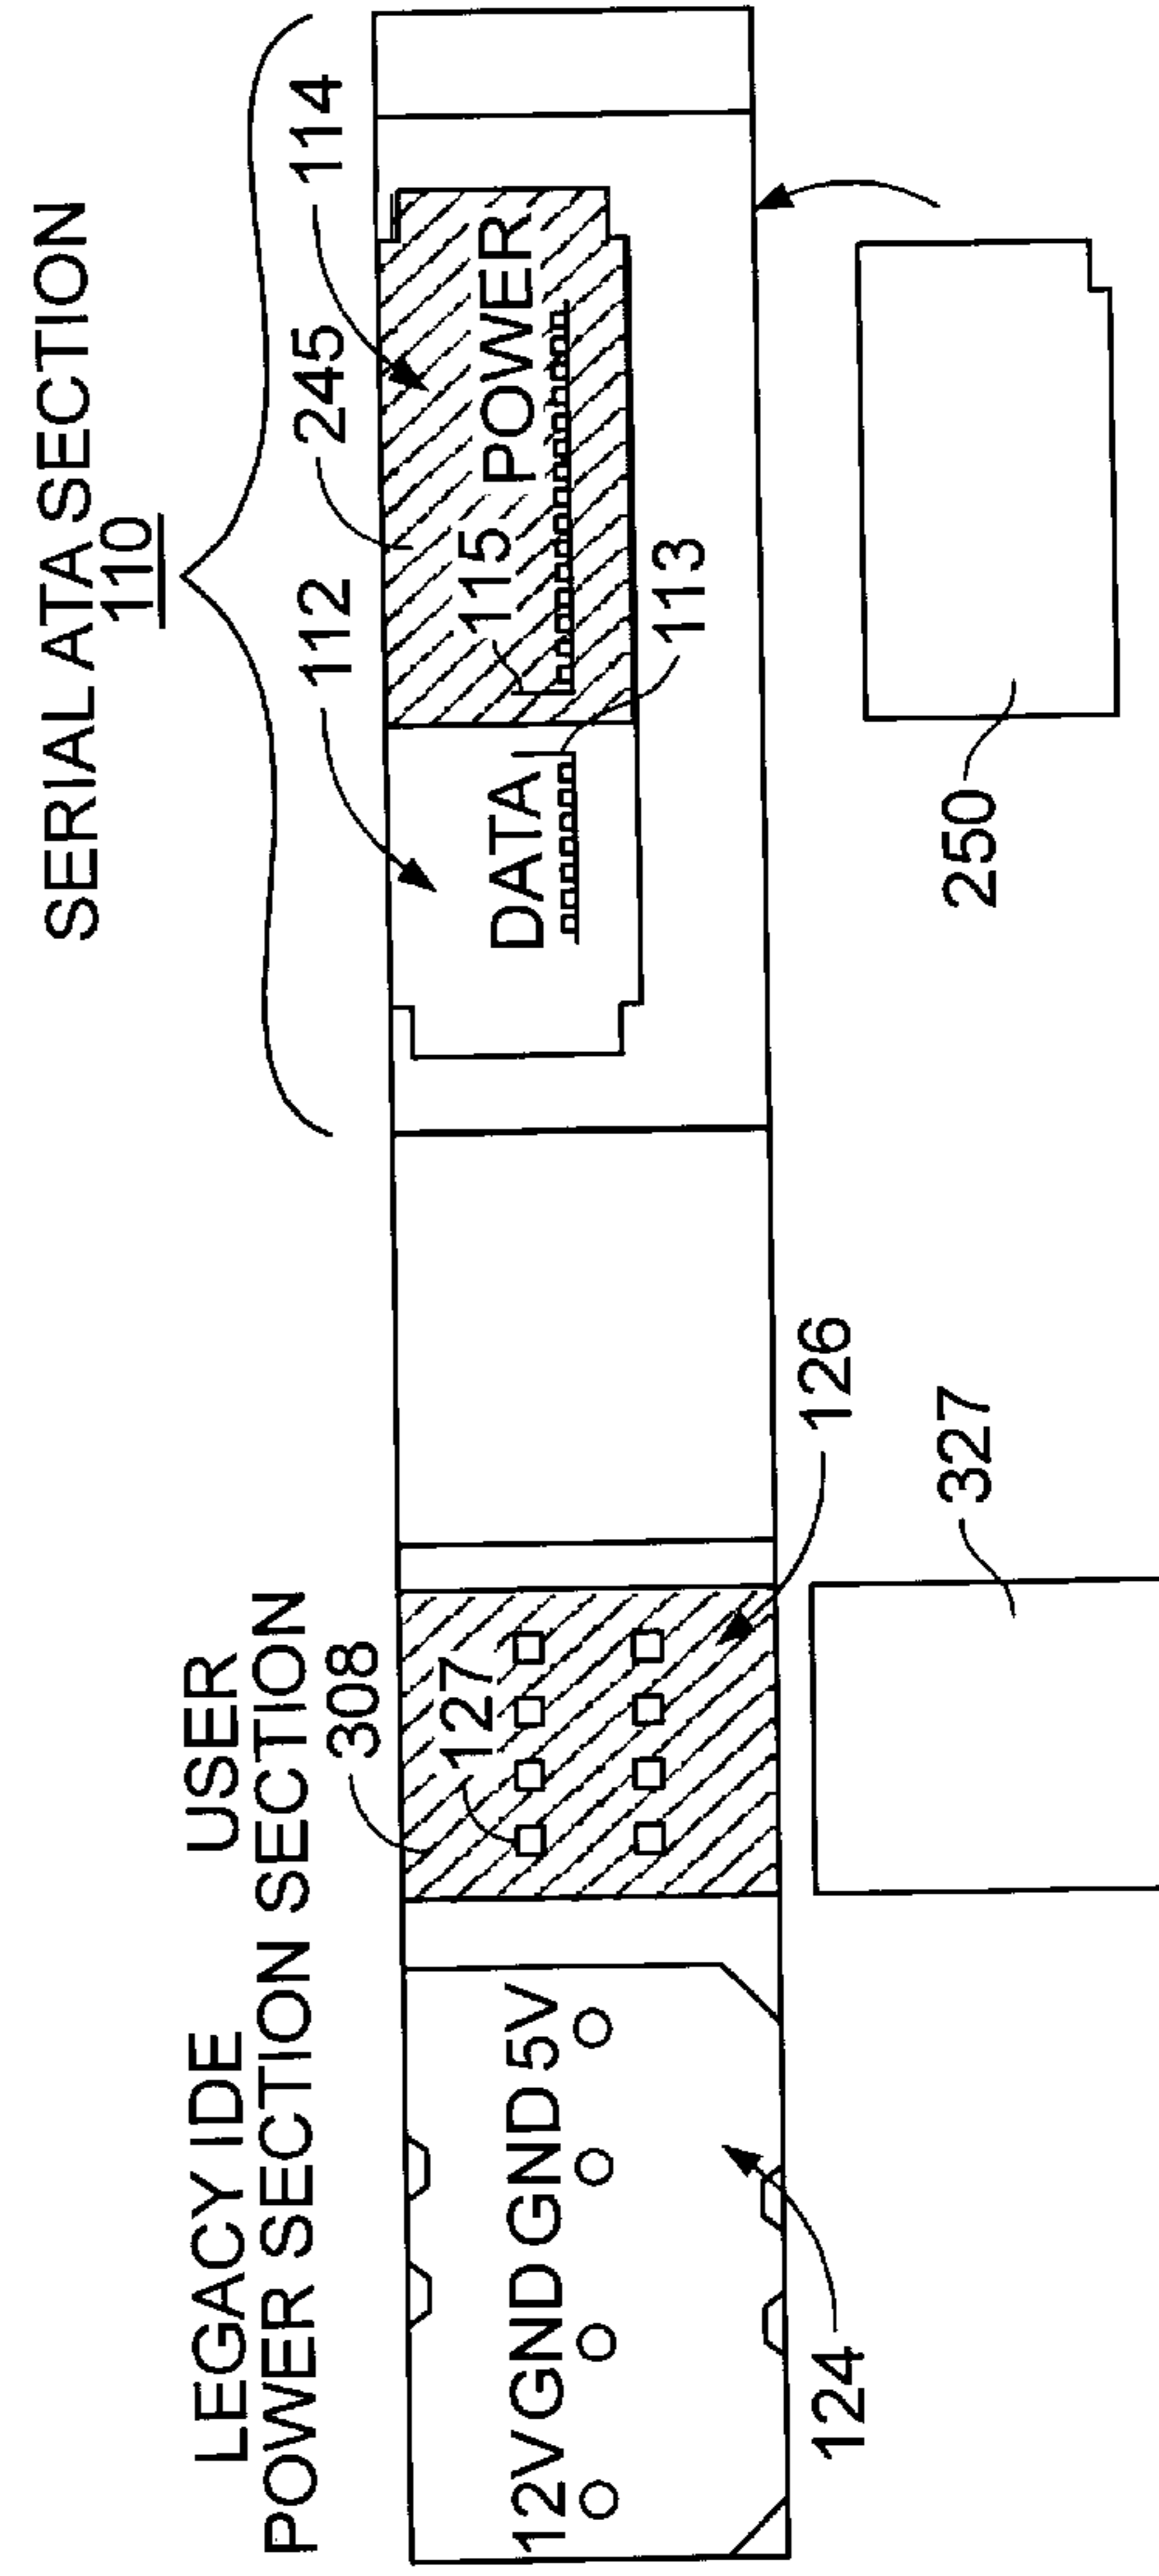 SERIAL ATA SECTION
110
LEGACY IDE
POWER SECTION
USER
SECTION
308
127
112
245
114
12V GND GND 5V
DATA
115
POWER
113
124
126
327
250